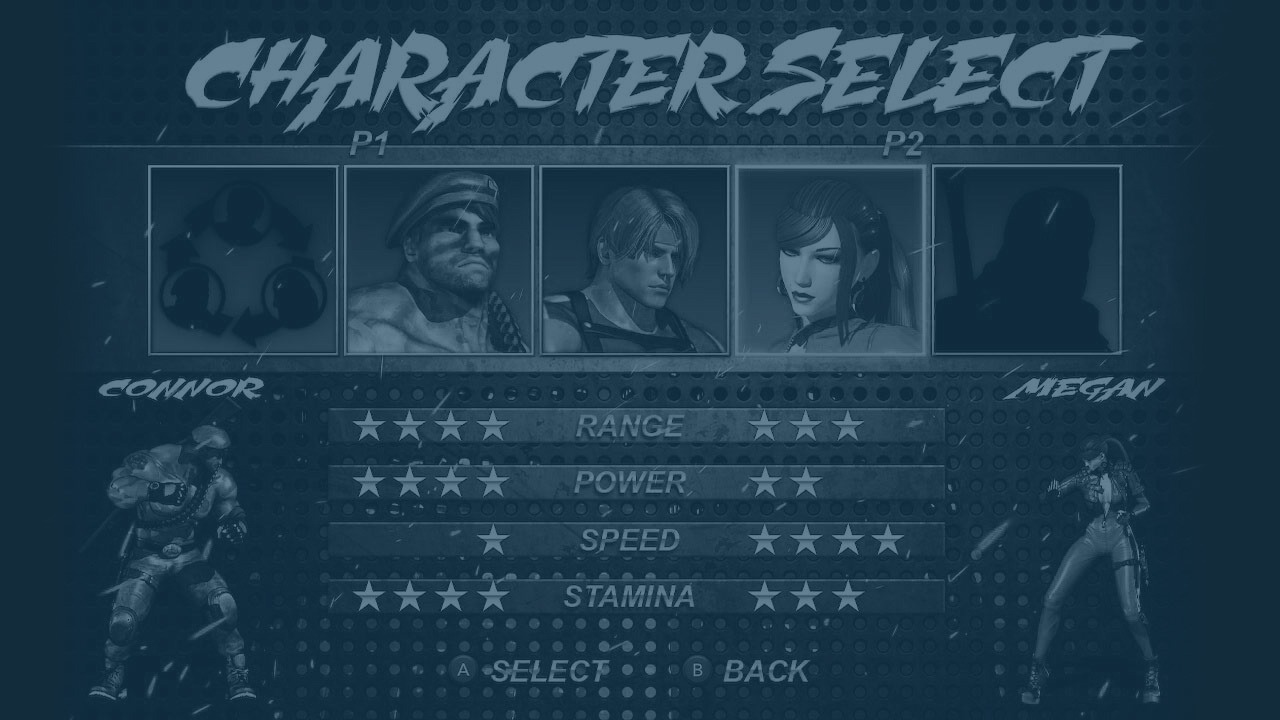 CHARACTER SELECT
P1 P2
CONNOR MEGAN
RANGE
POWER
SPEED
STAMINA
A SELECT B BACK